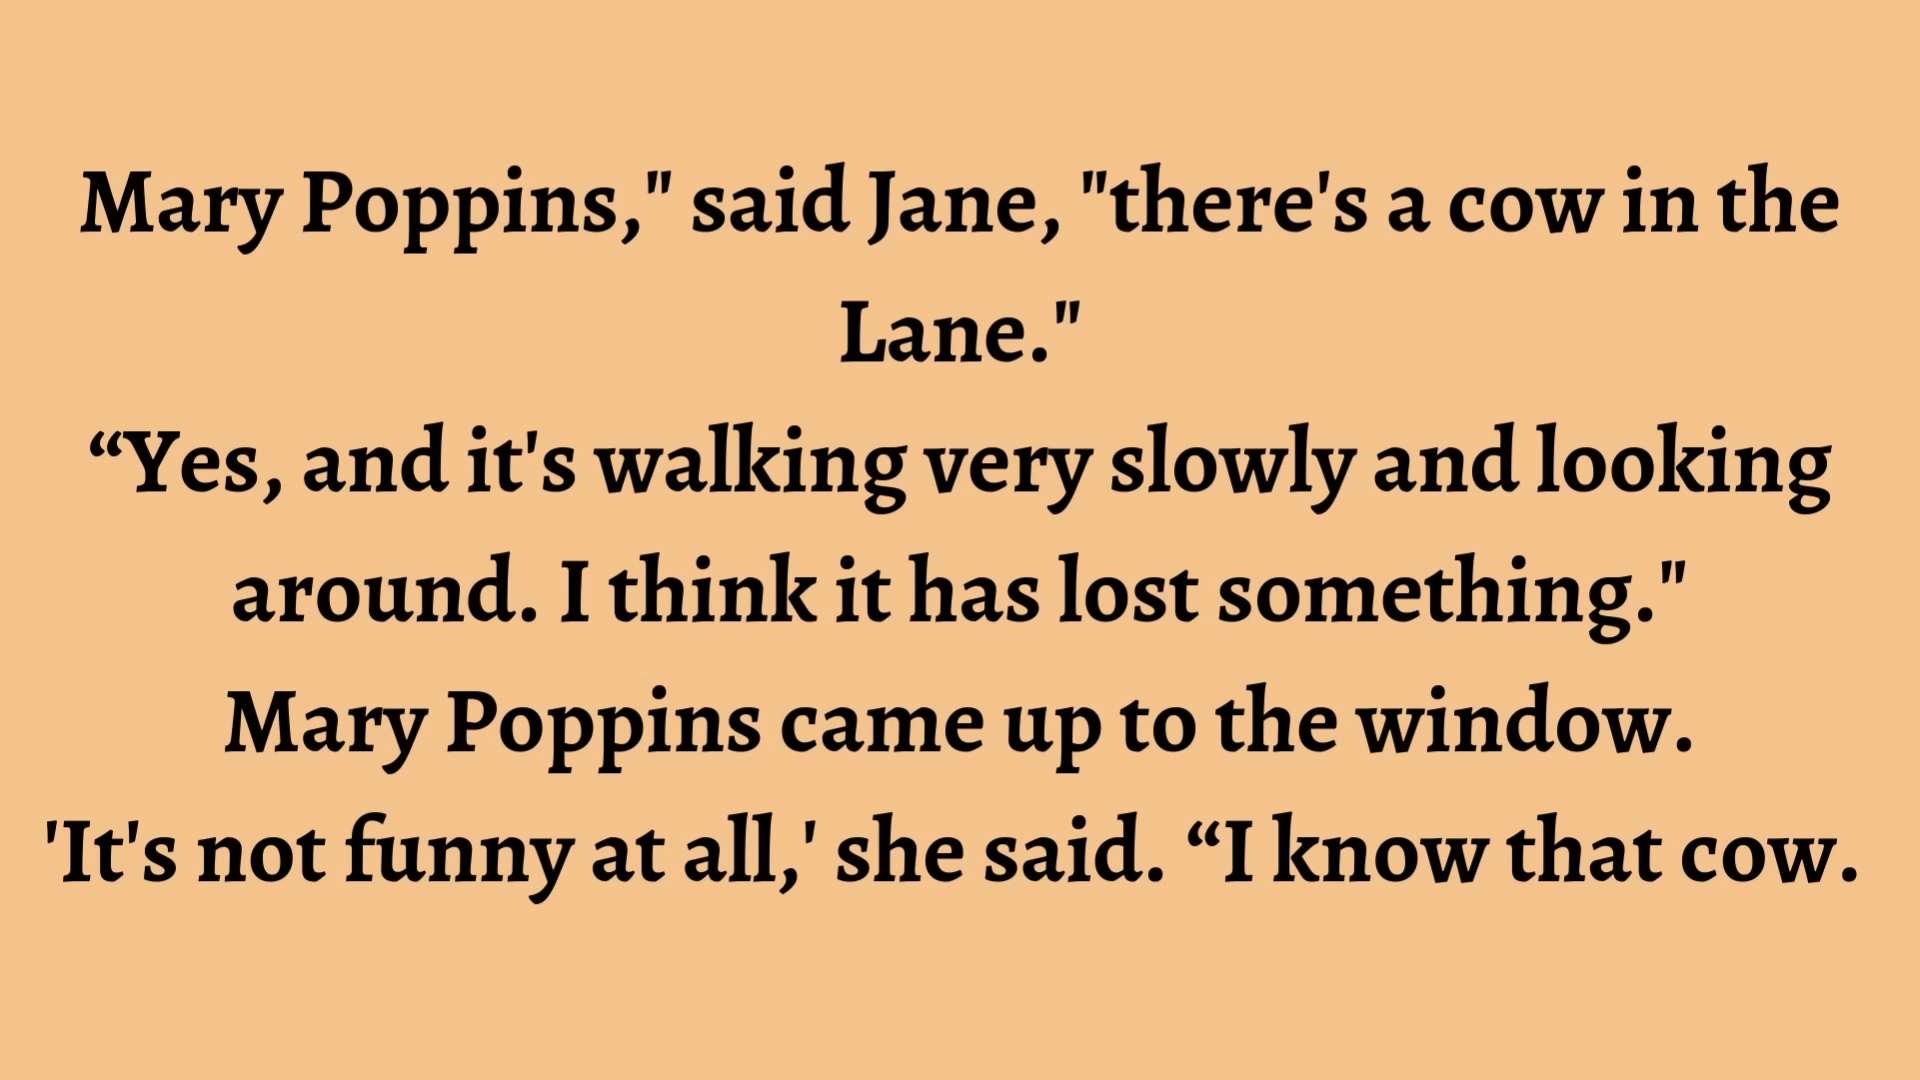 Mary Poppins," said Jane, "there's a cow in the
Lane."
“Yes, and it's walking very slowly and looking
around. I think it has lost something."
Mary Poppins came up to the window.
'It's not funny at all,' she said. “I know that cow.